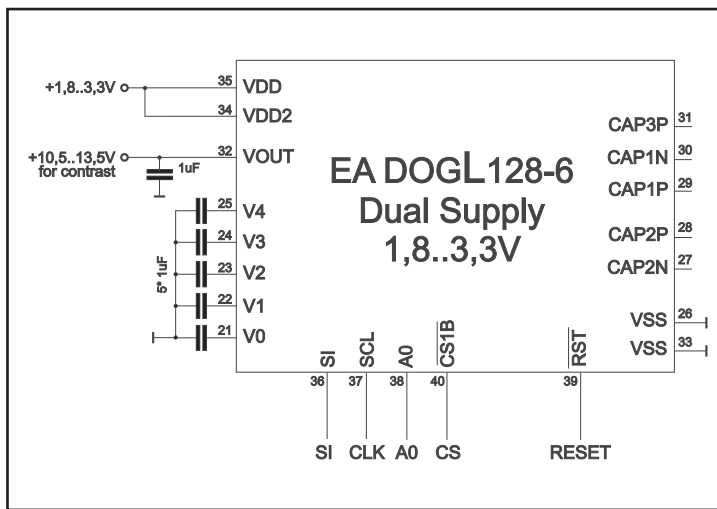 +1,8..3,3V
35
VDD
34
VDD2
+10,5..13,5V
for contrast
1uF
32
VOUT
25
V4
24
V3
23
V2
22
V1
21
V0
5* 1uF
EA DOGL128-6
Dual Supply
1,8..3,3V
CAP3P
31
CAP1N
30
CAP1P
29
CAP2P
28
CAP2N
27
VSS
26
VSS
33
SI
SCL
A0
CS1B
RST
36
37
38
40
39
SI
CLK
A0
CS
RESET